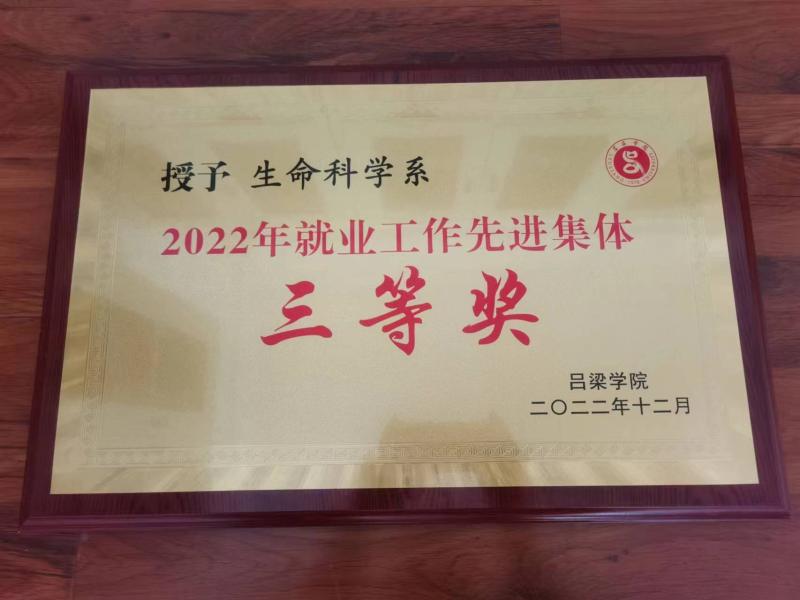 授予 生命科学系
2022年就业工作先进集体
三等奖
吕梁学院
二〇二二年十二月